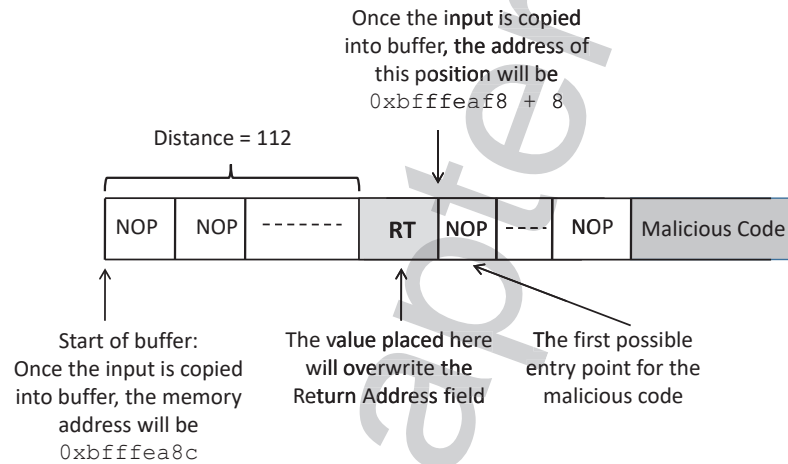 Once the input is copied
into buffer, the address of
this position will be
0xbfffeaf8 + 8
Distance = 112
NOP NOP RT NOP NOP Malicious Code
Start of buffer:
Once the input is copied
into buffer, the memory
address will be
0xbfffea8c
The value placed here
will overwrite the
Return Address field
The first possible
entry point for the
malicious code
apter